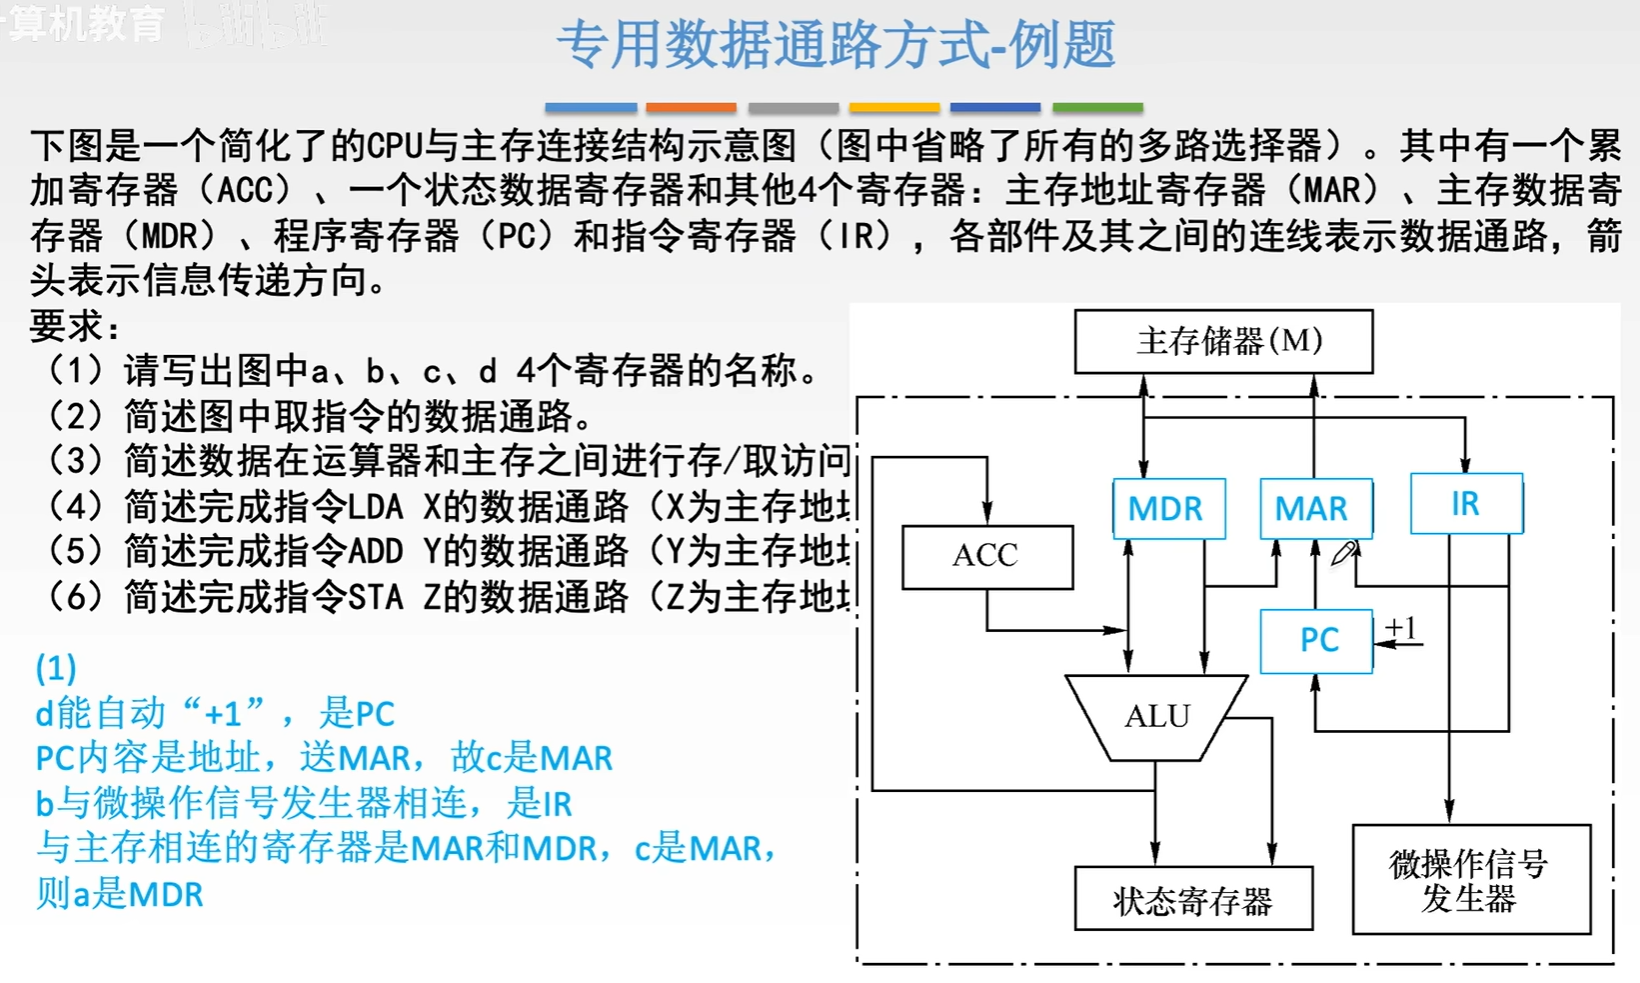 算机教育 bilibili
专用数据通路方式-例题
下图是一个简化了的CPU与主存连接结构示意图（图中省略了所有的多路选择器）。其中有一个累
加寄存器（ACC）、一个状态数据寄存器和其他4个寄存器：主存地址寄存器（MAR）、主存数据寄
存器（MDR）、程序寄存器（PC）和指令寄存器（IR），各部件及其之间的连线表示数据通路，箭
头表示信息传递方向。
要求：
（1）请写出图中a、b、c、d 4个寄存器的名称。
（2）简述图中取指令的数据通路。
（3）简述数据在运算器和主存之间进行存/取访问
（4）简述完成指令LDA X的数据通路（X为主存地
（5）简述完成指令ADD Y的数据通路（Y为主存地
（6）简述完成指令STA Z的数据通路（Z为主存地
(1)
d能自动“+1”，是PC
PC内容是地址，送MAR，故c是MAR
b与微操作信号发生器相连，是IR
与主存相连的寄存器是MAR和MDR，c是MAR，
则a是MDR
主存储器(M)
MDR
MAR
IR
ACC
PC
+1
ALU
状态寄存器
微操作信号
发生器